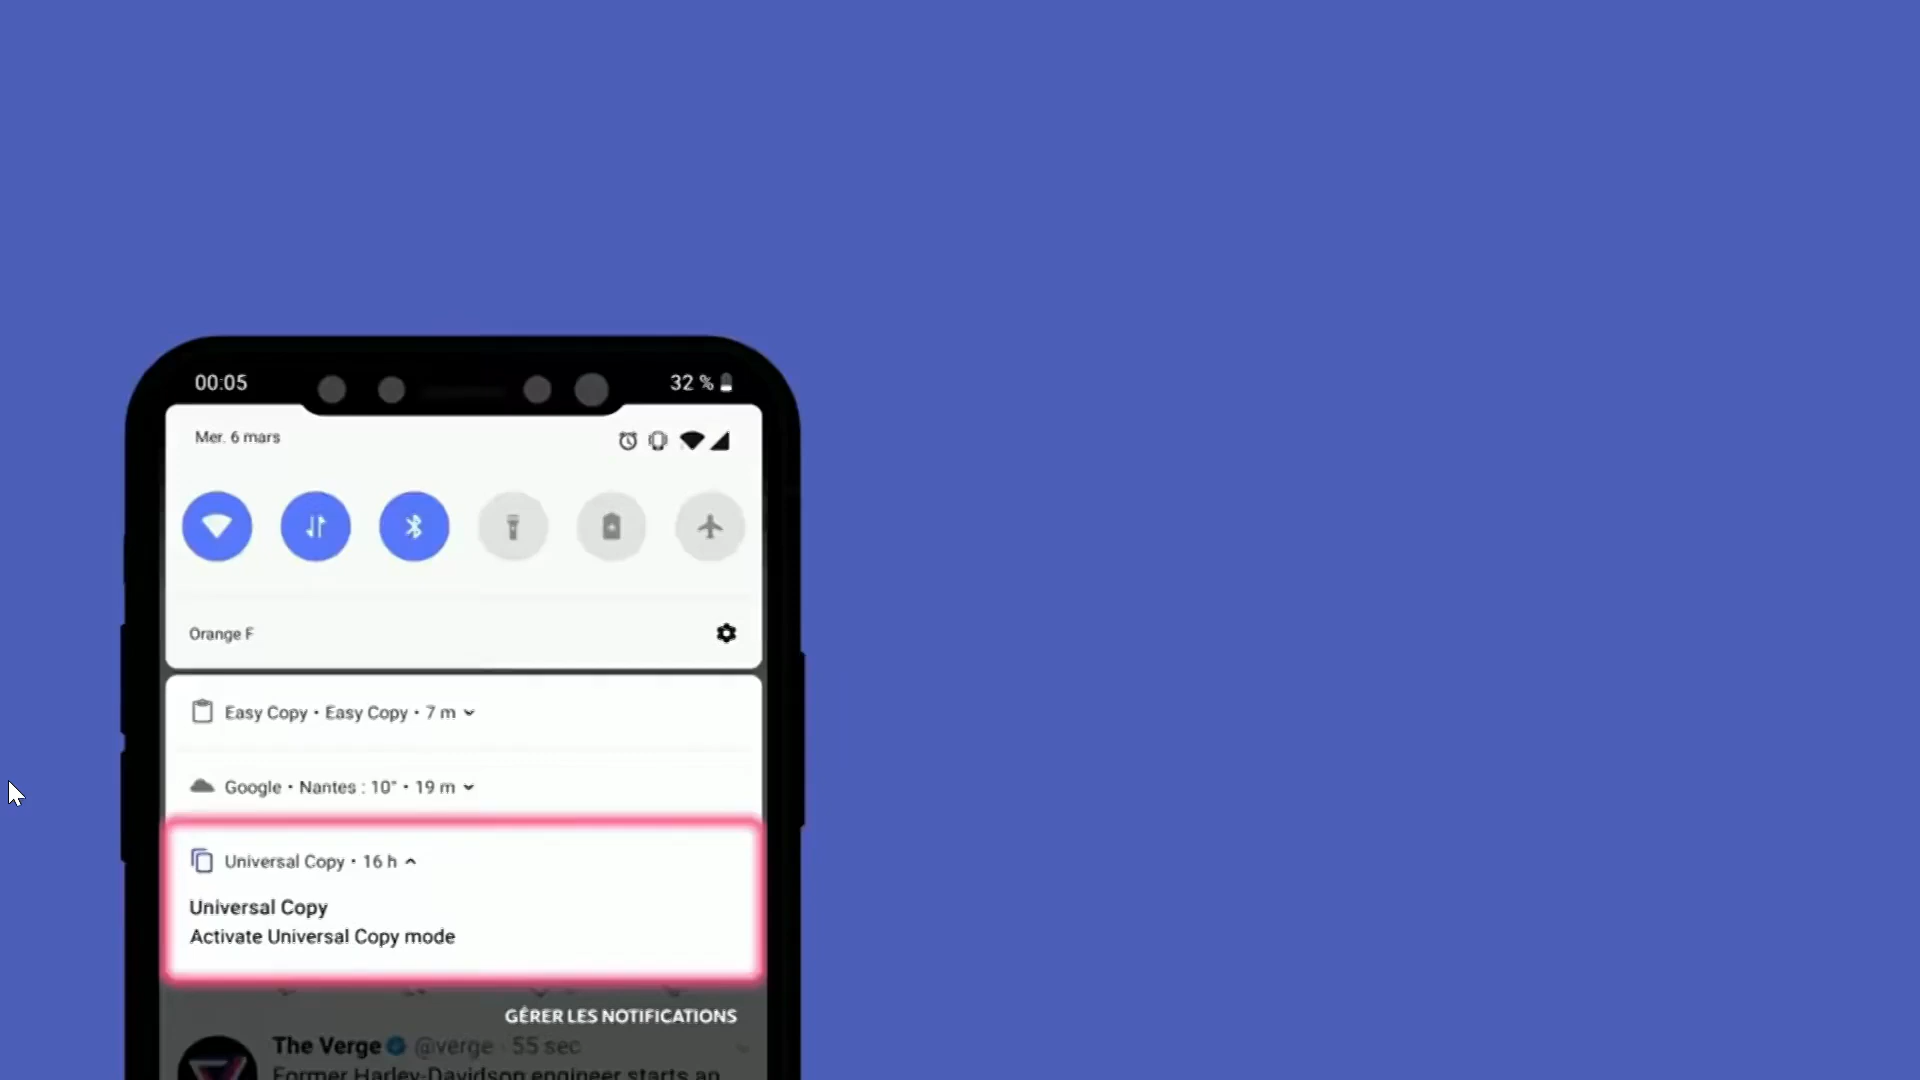 00:05
32 %
Mer. 6 mars
Orange F
Easy Copy • Easy Copy • 7 m
Google • Nantes : 10° • 19 m
Universal Copy • 16 h
Universal Copy
Activate Universal Copy mode
GÉRER LES NOTIFICATIONS
The Verge @verge · 55 sec
Former Harley-Davidson engineer starts an